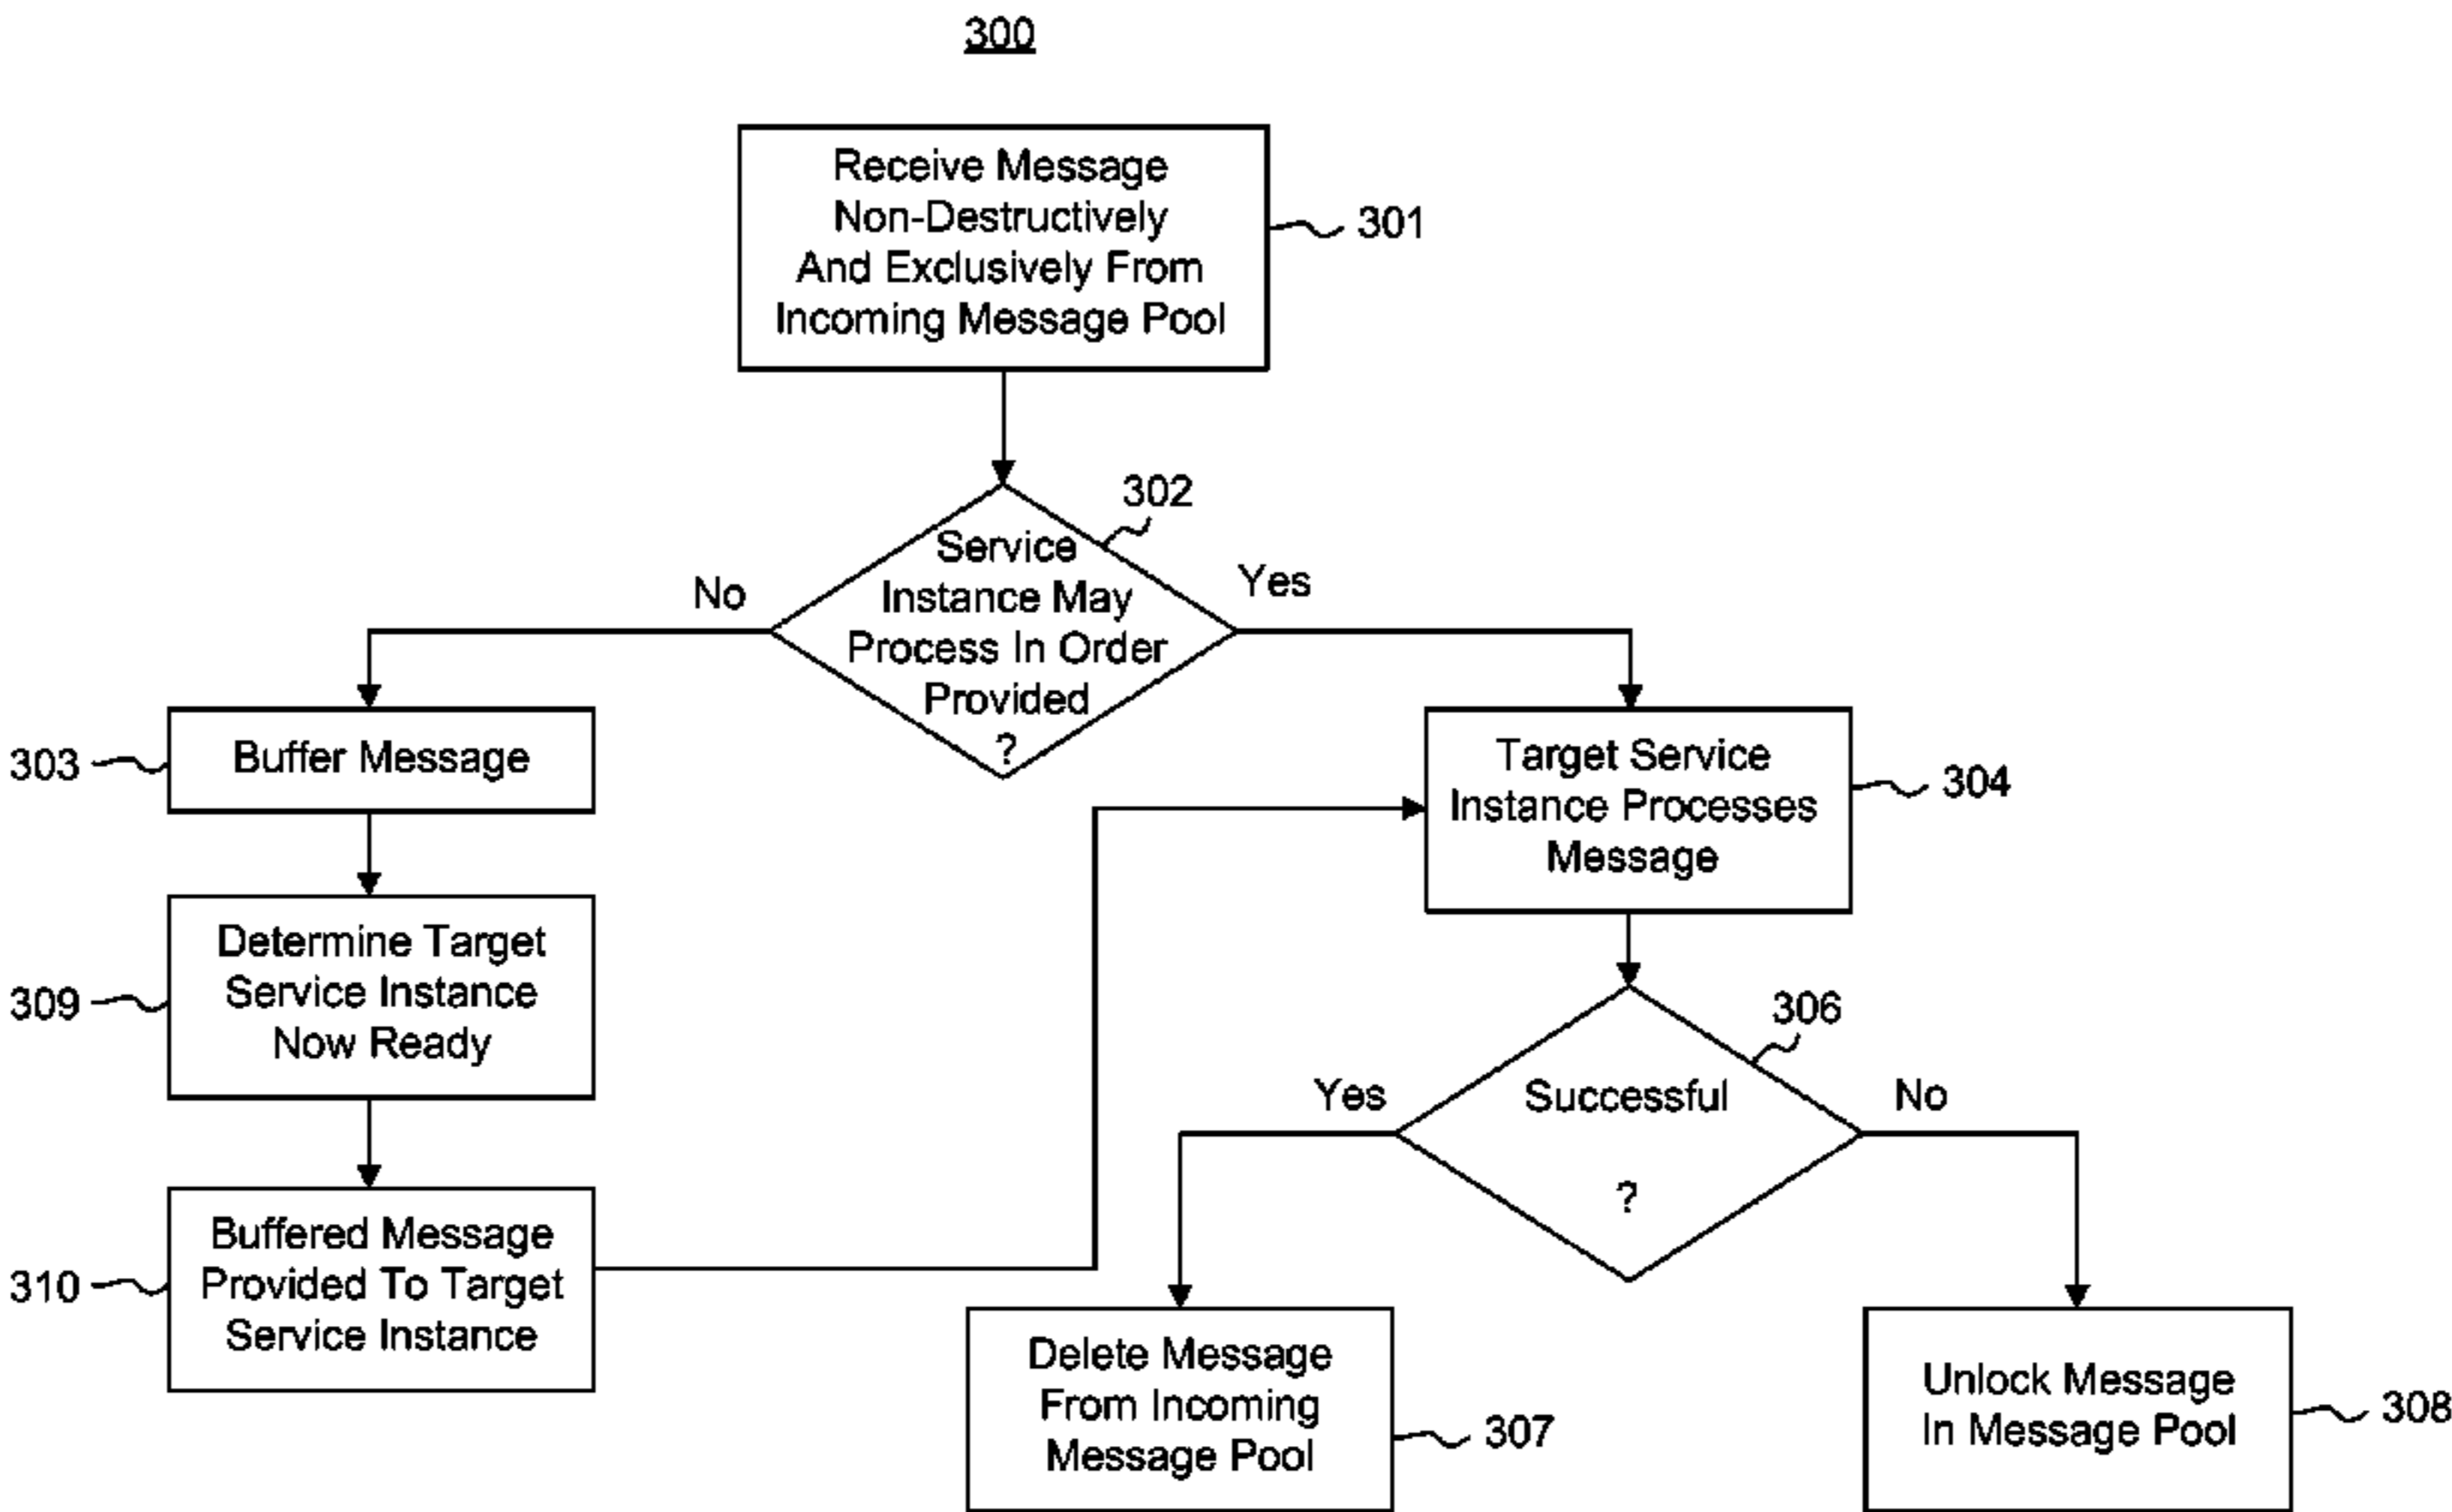 300
Receive Message
Non-Destructively
And Exclusively From
Incoming Message Pool
301
302
Service
Instance May
Process In Order
Provided
?
No
Yes
303
Buffer Message
Target Service
Instance Processes
Message
304
309
Determine Target
Service Instance
Now Ready
306
Successful
?
Yes
No
310
Buffered Message
Provided To Target
Service Instance
Delete Message
From Incoming
Message Pool
307
Unlock Message
In Message Pool
308